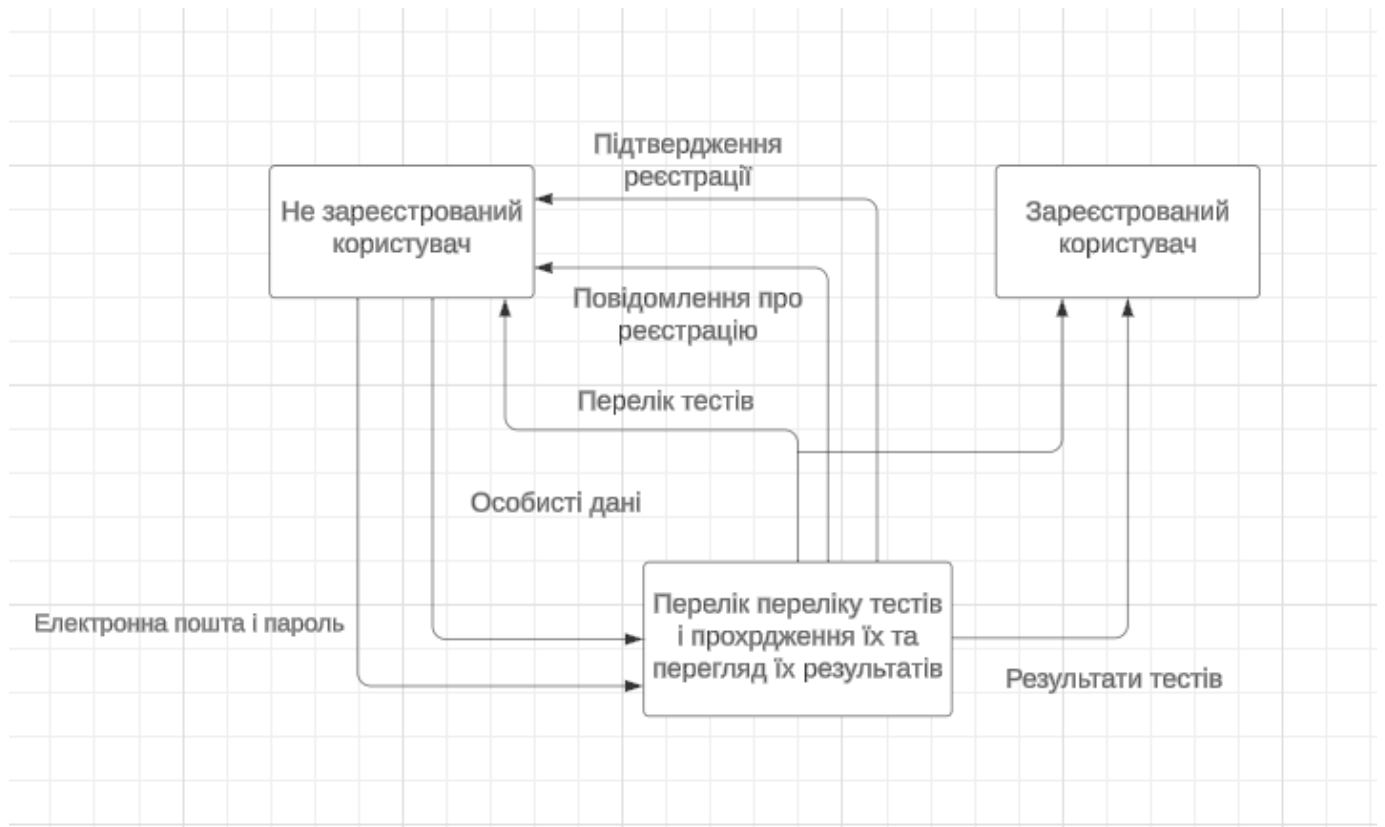 Підтвердження
реєстрації
Не зареєстрований
користувач
Зареєстрований
користувач
Повідомлення про
реєстрацію
Перелік тестів
Особисті дані
Електронна пошта і пароль
Перелік переліку тестів
і прохрдження їх та
перегляд їх результатів
Результати тестів